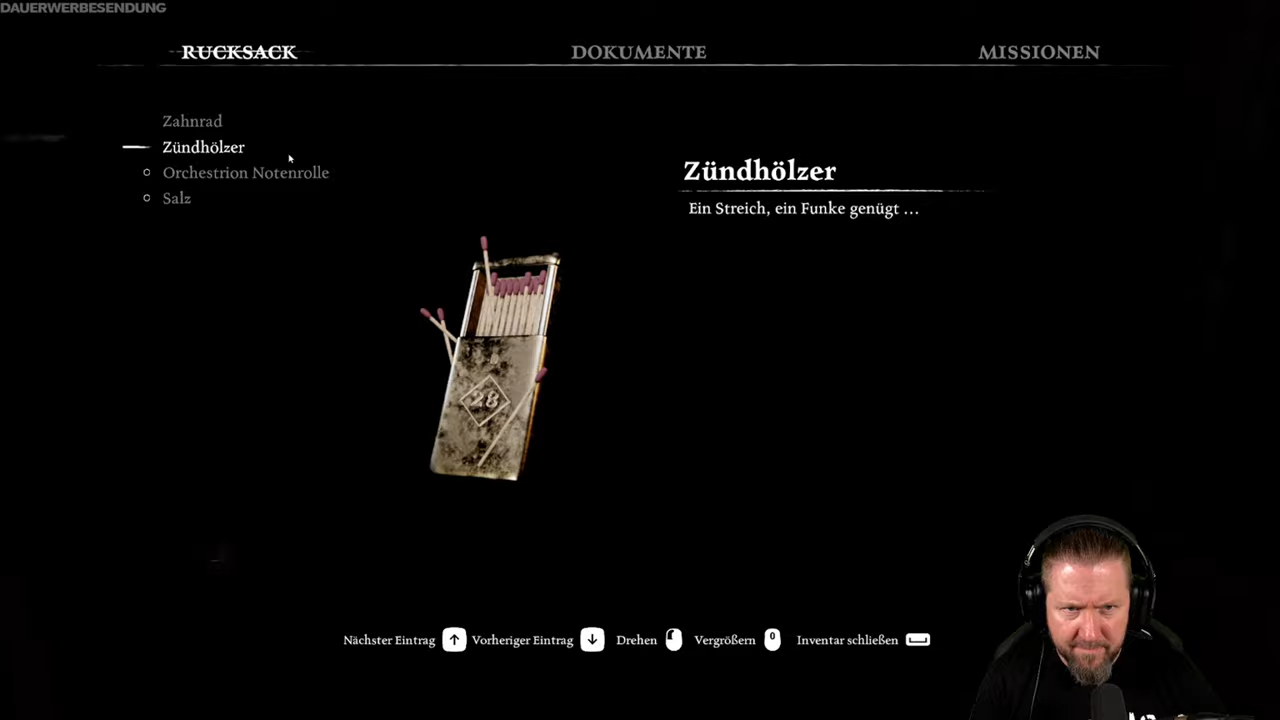 DAUERWERBESENDUNG
RUCKSACK
DOKUMENTE
MISSIONEN
Zahnrad
Zündhölzer
Orchestrion Notenrolle
Salz
Zündhölzer
Ein Streich, ein Funke genügt ...
28
Nächster Eintrag
Vorheriger Eintrag
Drehen
Vergrößern
Inventar schließen